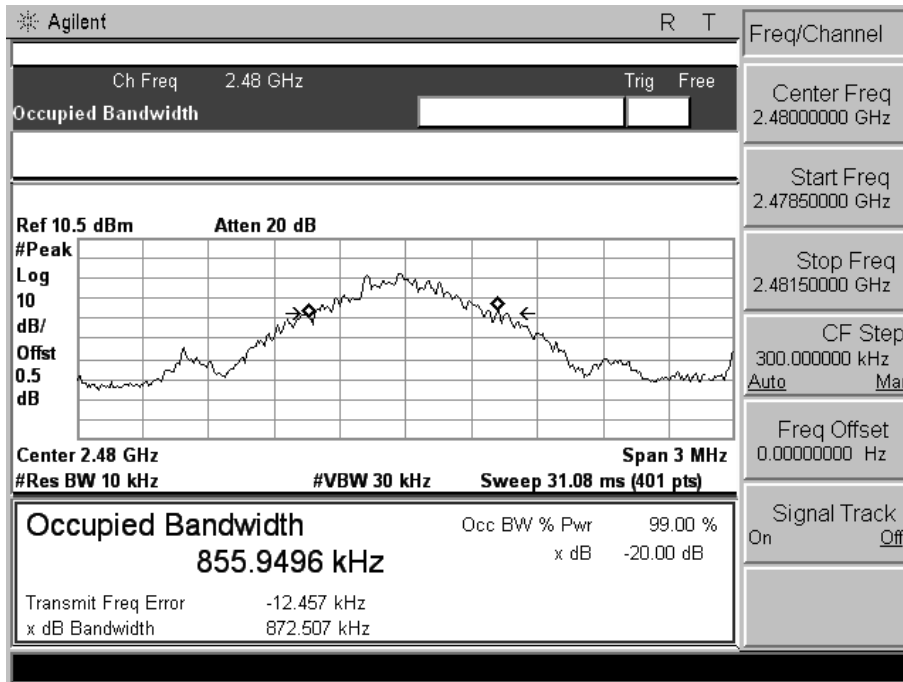 Agilent R T
Ch Freq 2.48 GHz Trig Free
Occupied Bandwidth
Ref 10.5 dBm Atten 20 dB
#Peak
Log
10
dB/
Offst
0.5
dB
Center 2.48 GHz Span 3 MHz
#Res BW 10 kHz #VBW 30 kHz Sweep 31.08 ms (401 pts)
Occupied Bandwidth
855.9496 kHz
Occ BW % Pwr 99.00 %
x dB -20.00 dB
Transmit Freq Error -12.457 kHz
x dB Bandwidth 872.507 kHz
Freq/Channel
Center Freq
2.48000000 GHz
Start Freq
2.47850000 GHz
Stop Freq
2.48150000 GHz
CF Step
300.000000 kHz
Auto Ma
Freq Offset
0.00000000 Hz
Signal Track
On Off